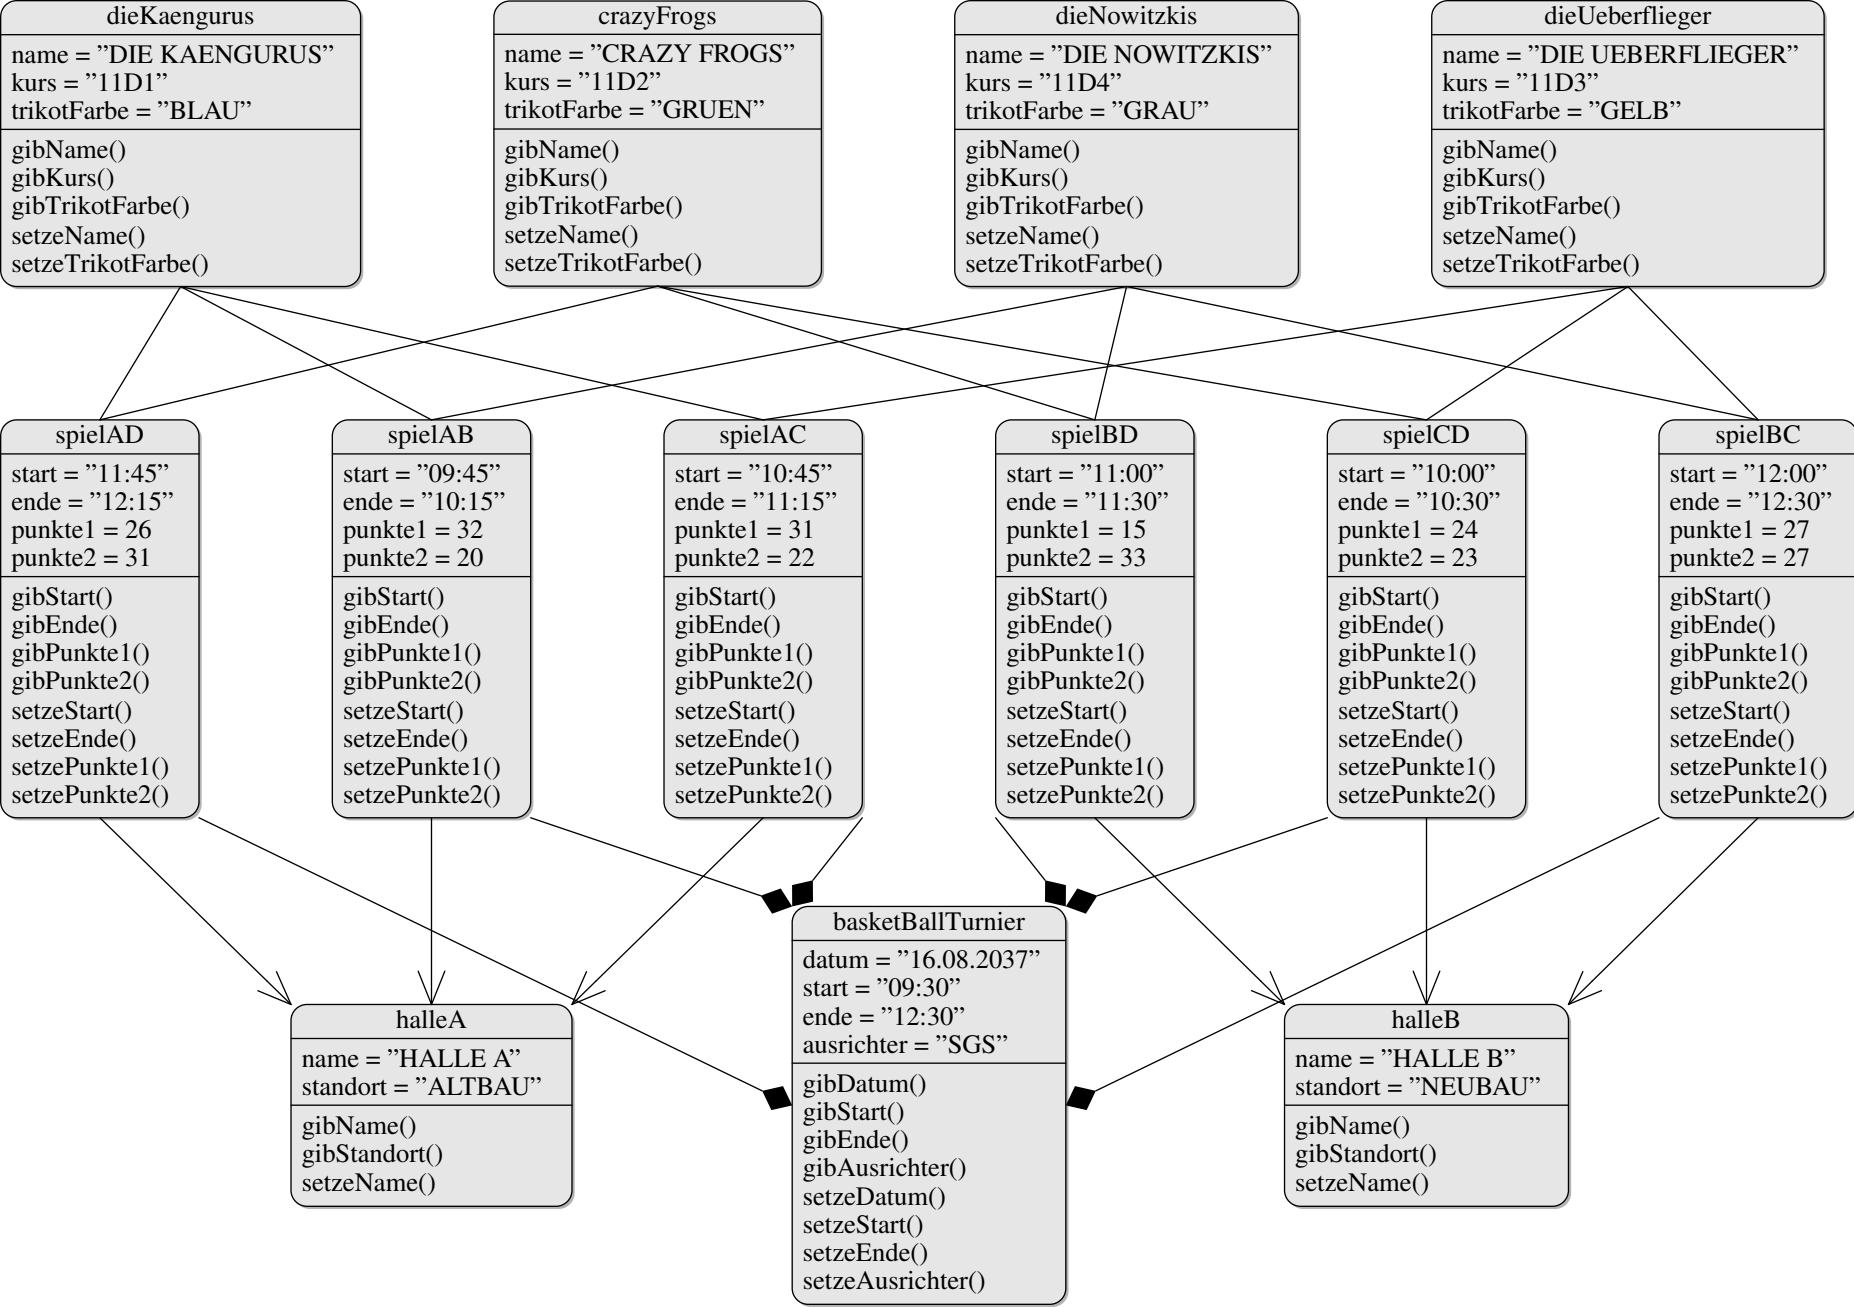 dieKaengurus
name = ”DIE KAENGURUS”
kurs = ”11D1”
trikotFarbe = ”BLAU”
gibName()
gibKurs()
gibTrikotFarbe()
setzeName()
setzeTrikotFarbe()
crazyFrogs
name = ”CRAZY FROGS”
kurs = ”11D2”
trikotFarbe = ”GRUEN”
gibName()
gibKurs()
gibTrikotFarbe()
setzeName()
setzeTrikotFarbe()
dieNowitzkis
name = ”DIE NOWITZKIS”
kurs = ”11D4”
trikotFarbe = ”GRAU”
gibName()
gibKurs()
gibTrikotFarbe()
setzeName()
setzeTrikotFarbe()
dieUeberflieger
name = ”DIE UEBERFLIEGER”
kurs = ”11D3”
trikotFarbe = ”GELB”
gibName()
gibKurs()
gibTrikotFarbe()
setzeName()
setzeTrikotFarbe()
spielAD
start = ”11:45”
ende = ”12:15”
punkte1 = 26
punkte2 = 31
gibStart()
gibEnde()
gibPunkte1()
gibPunkte2()
setzeStart()
setzeEnde()
setzePunkte1()
setzePunkte2()
spielAB
start = ”09:45”
ende = ”10:15”
punkte1 = 32
punkte2 = 20
gibStart()
gibEnde()
gibPunkte1()
gibPunkte2()
setzeStart()
setzeEnde()
setzePunkte1()
setzePunkte2()
spielAC
start = ”10:45”
ende = ”11:15”
punkte1 = 31
punkte2 = 22
gibStart()
gibEnde()
gibPunkte1()
gibPunkte2()
setzeStart()
setzeEnde()
setzePunkte1()
setzePunkte2()
spielBD
start = ”11:00”
ende = ”11:30”
punkte1 = 15
punkte2 = 33
gibStart()
gibEnde()
gibPunkte1()
gibPunkte2()
setzeStart()
setzeEnde()
setzePunkte1()
setzePunkte2()
spielCD
start = ”10:00”
ende = ”10:30”
punkte1 = 24
punkte2 = 23
gibStart()
gibEnde()
gibPunkte1()
gibPunkte2()
setzeStart()
setzeEnde()
setzePunkte1()
setzePunkte2()
spielBC
start = ”12:00”
ende = ”12:30”
punkte1 = 27
punkte2 = 27
gibStart()
gibEnde()
gibPunkte1()
gibPunkte2()
setzeStart()
setzeEnde()
setzePunkte1()
setzePunkte2()
halleA
name = ”HALLE A”
standort = ”ALTBAU”
gibName()
gibStandort()
setzeName()
basketBallTurnier
datum = ”16.08.2037”
start = ”09:30”
ende = ”12:30”
ausrichter = ”SGS”
gibDatum()
gibStart()
gibEnde()
gibAusrichter()
setzeDatum()
setzeStart()
setzeEnde()
setzeAusrichter()
halleB
name = ”HALLE B”
standort = ”NEUBAU”
gibName()
gibStandort()
setzeName()